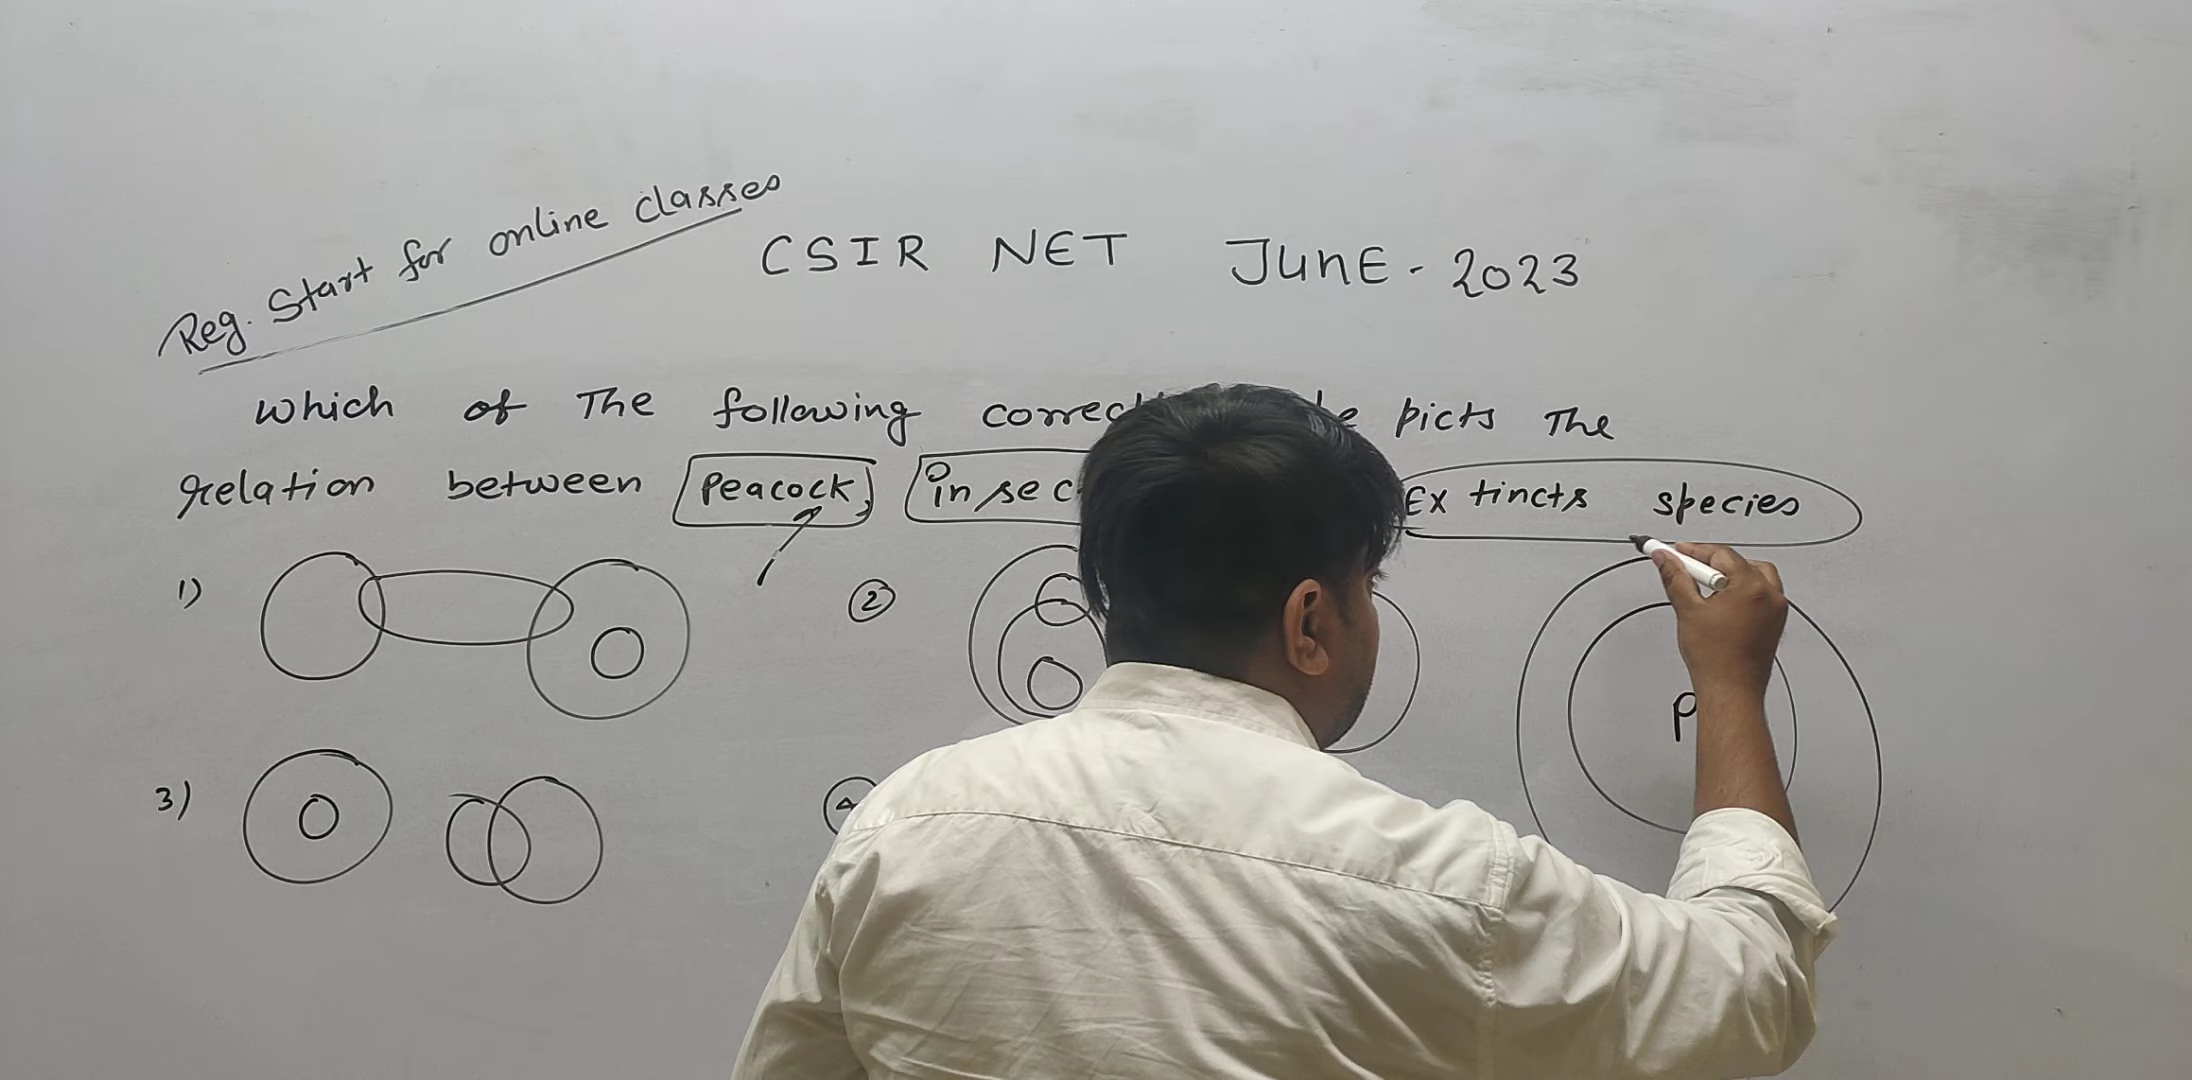 Reg. Start for online classes
CSIR NET JUNE - 2023
which of The following correc picts The
relation between Peacock, insec Extincts species
1)
2
P
3)
4